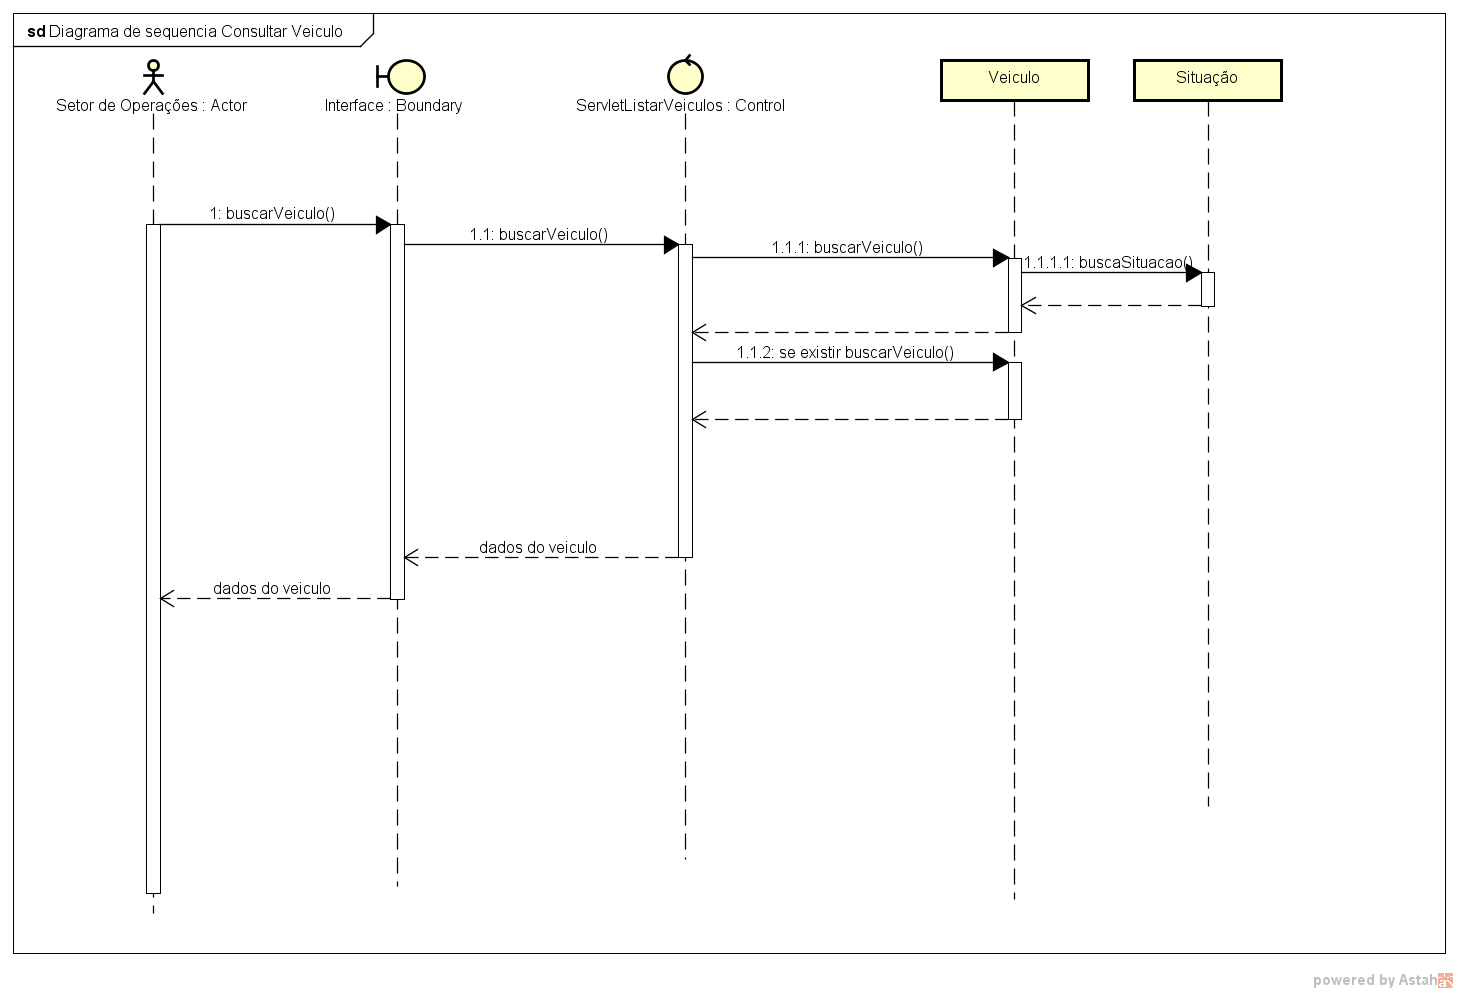 sd Diagrama de sequencia Consultar Veiculo
Setor de Operações : Actor
Interface : Boundary
ServletListarVeiculos : Control
Veiculo
Situação
1: buscarVeiculo()
1.1: buscarVeiculo()
1.1.1: buscarVeiculo()
1.1.1.1: buscaSituacao()
1.1.2: se existir buscarVeiculo()
dados do veiculo
dados do veiculo
powered by Astah